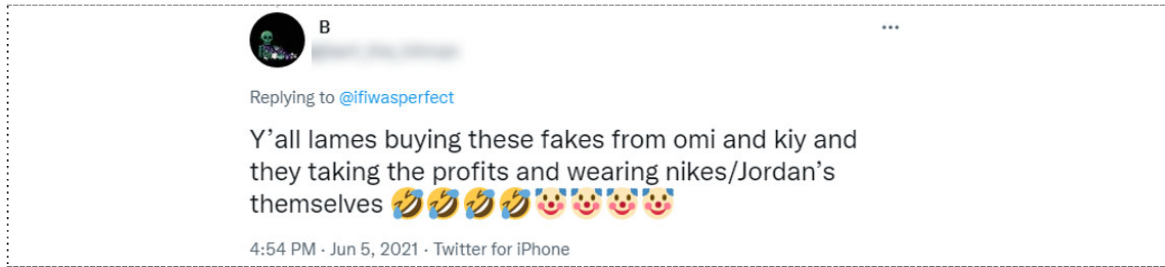 B
Replying to @ifiwasperfect
Y’all lames buying these fakes from omi and kiy and
they taking the profits and wearing nikes/Jordan’s
themselves 🤣🤣🤣🤣🤡🤡🤡🤡
4:54 PM · Jun 5, 2021 · Twitter for iPhone